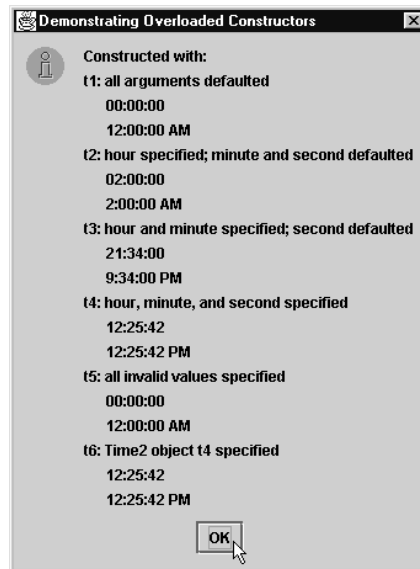 Demonstrating Overloaded Constructors
Constructed with:
t1: all arguments defaulted
00:00:00
12:00:00 AM
t2: hour specified; minute and second defaulted
02:00:00
2:00:00 AM
t3: hour and minute specified; second defaulted
21:34:00
9:34:00 PM
t4: hour, minute, and second specified
12:25:42
12:25:42 PM
t5: all invalid values specified
00:00:00
12:00:00 AM
t6: Time2 object t4 specified
12:25:42
12:25:42 PM
OK